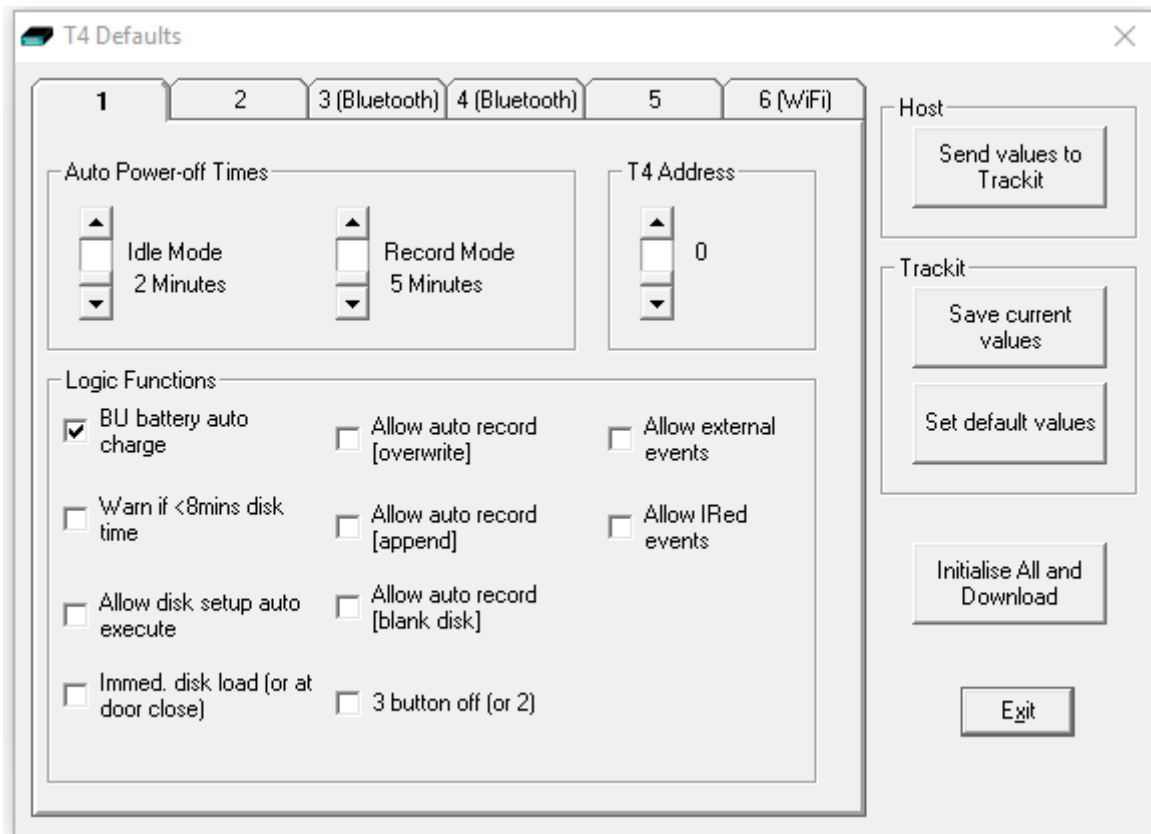 T4 Defaults
1
2
3 (Bluetooth)
4 (Bluetooth)
5
6 (WiFi)
Auto Power-off Times
Idle Mode
2 Minutes
Record Mode
5 Minutes
T4 Address
0
Logic Functions
BU battery auto
charge
Warn if <8mins disk
time
Allow disk setup auto
execute
Immed. disk load (or at
door close)
Allow auto record
[overwrite]
Allow auto record
[append]
Allow auto record
[blank disk]
3 button off (or 2)
Allow external
events
Allow IRed
events
Host
Send values to
Trackit
Trackit
Save current
values
Set default values
Initialise All and
Download
Exit